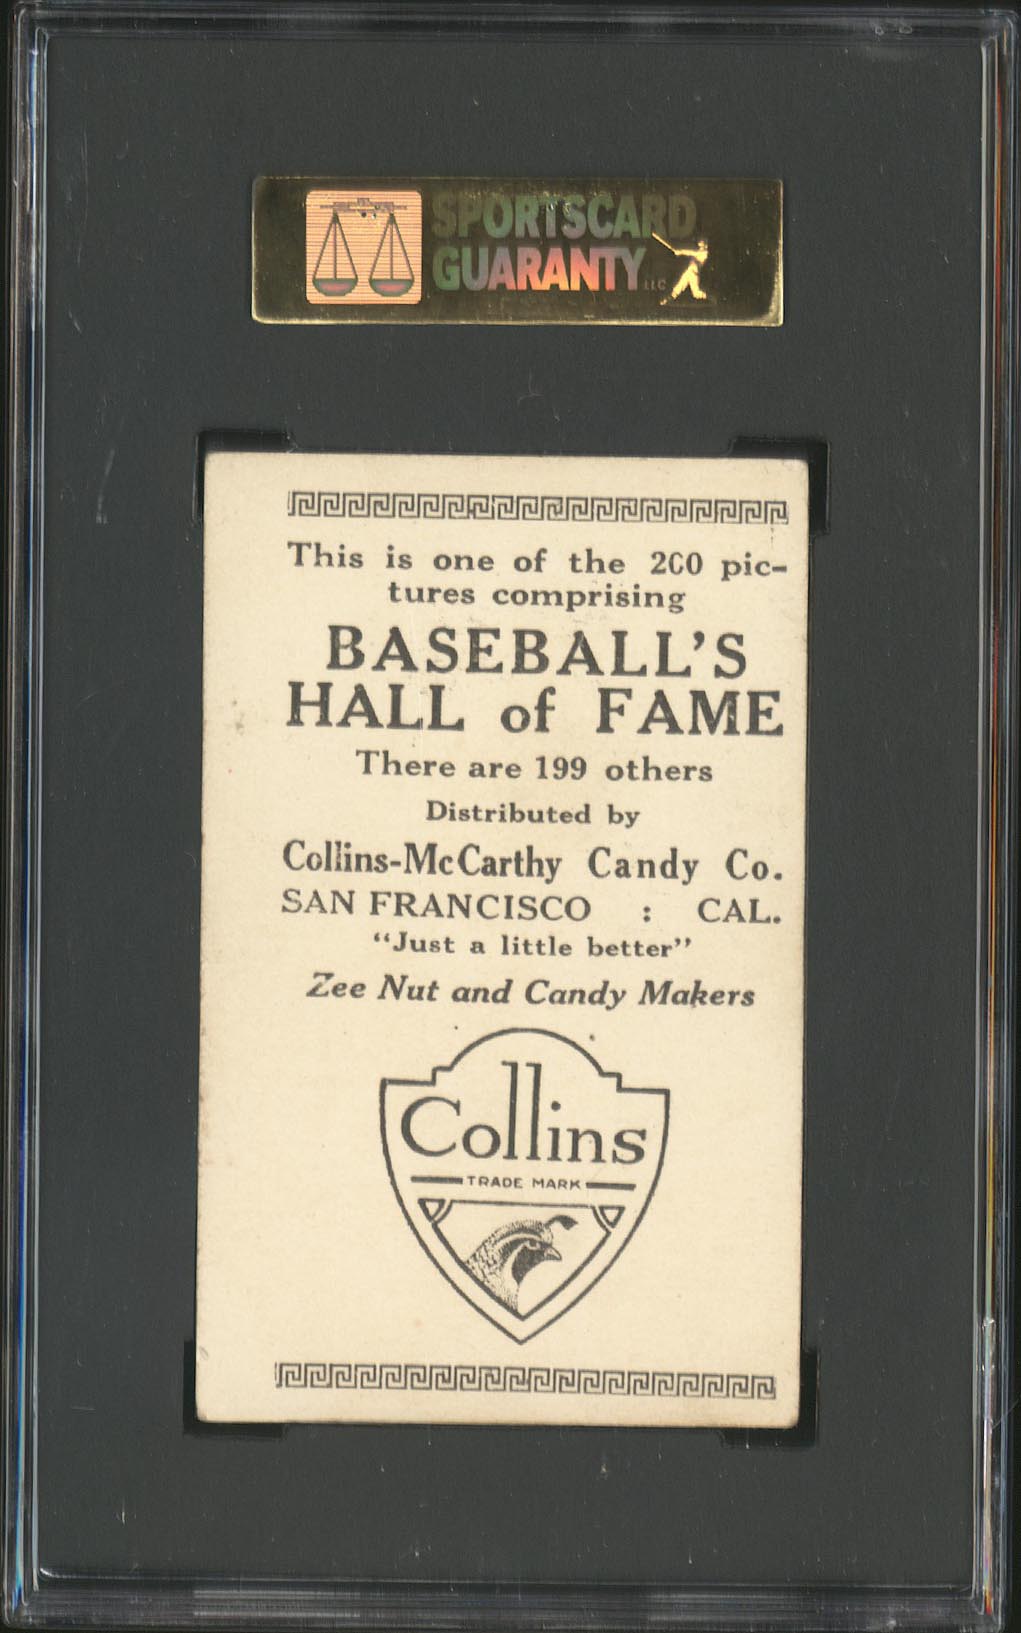 SPORTSCARD
GUARANTY LLC
This is one of the 200 pic-
tures comprising
BASEBALL'S
HALL of FAME
There are 199 others
Distributed by
Collins-McCarthy Candy Co.
SAN FRANCISCO : CAL.
"Just a little better"
Zee Nut and Candy Makers
Collins
TRADE MARK